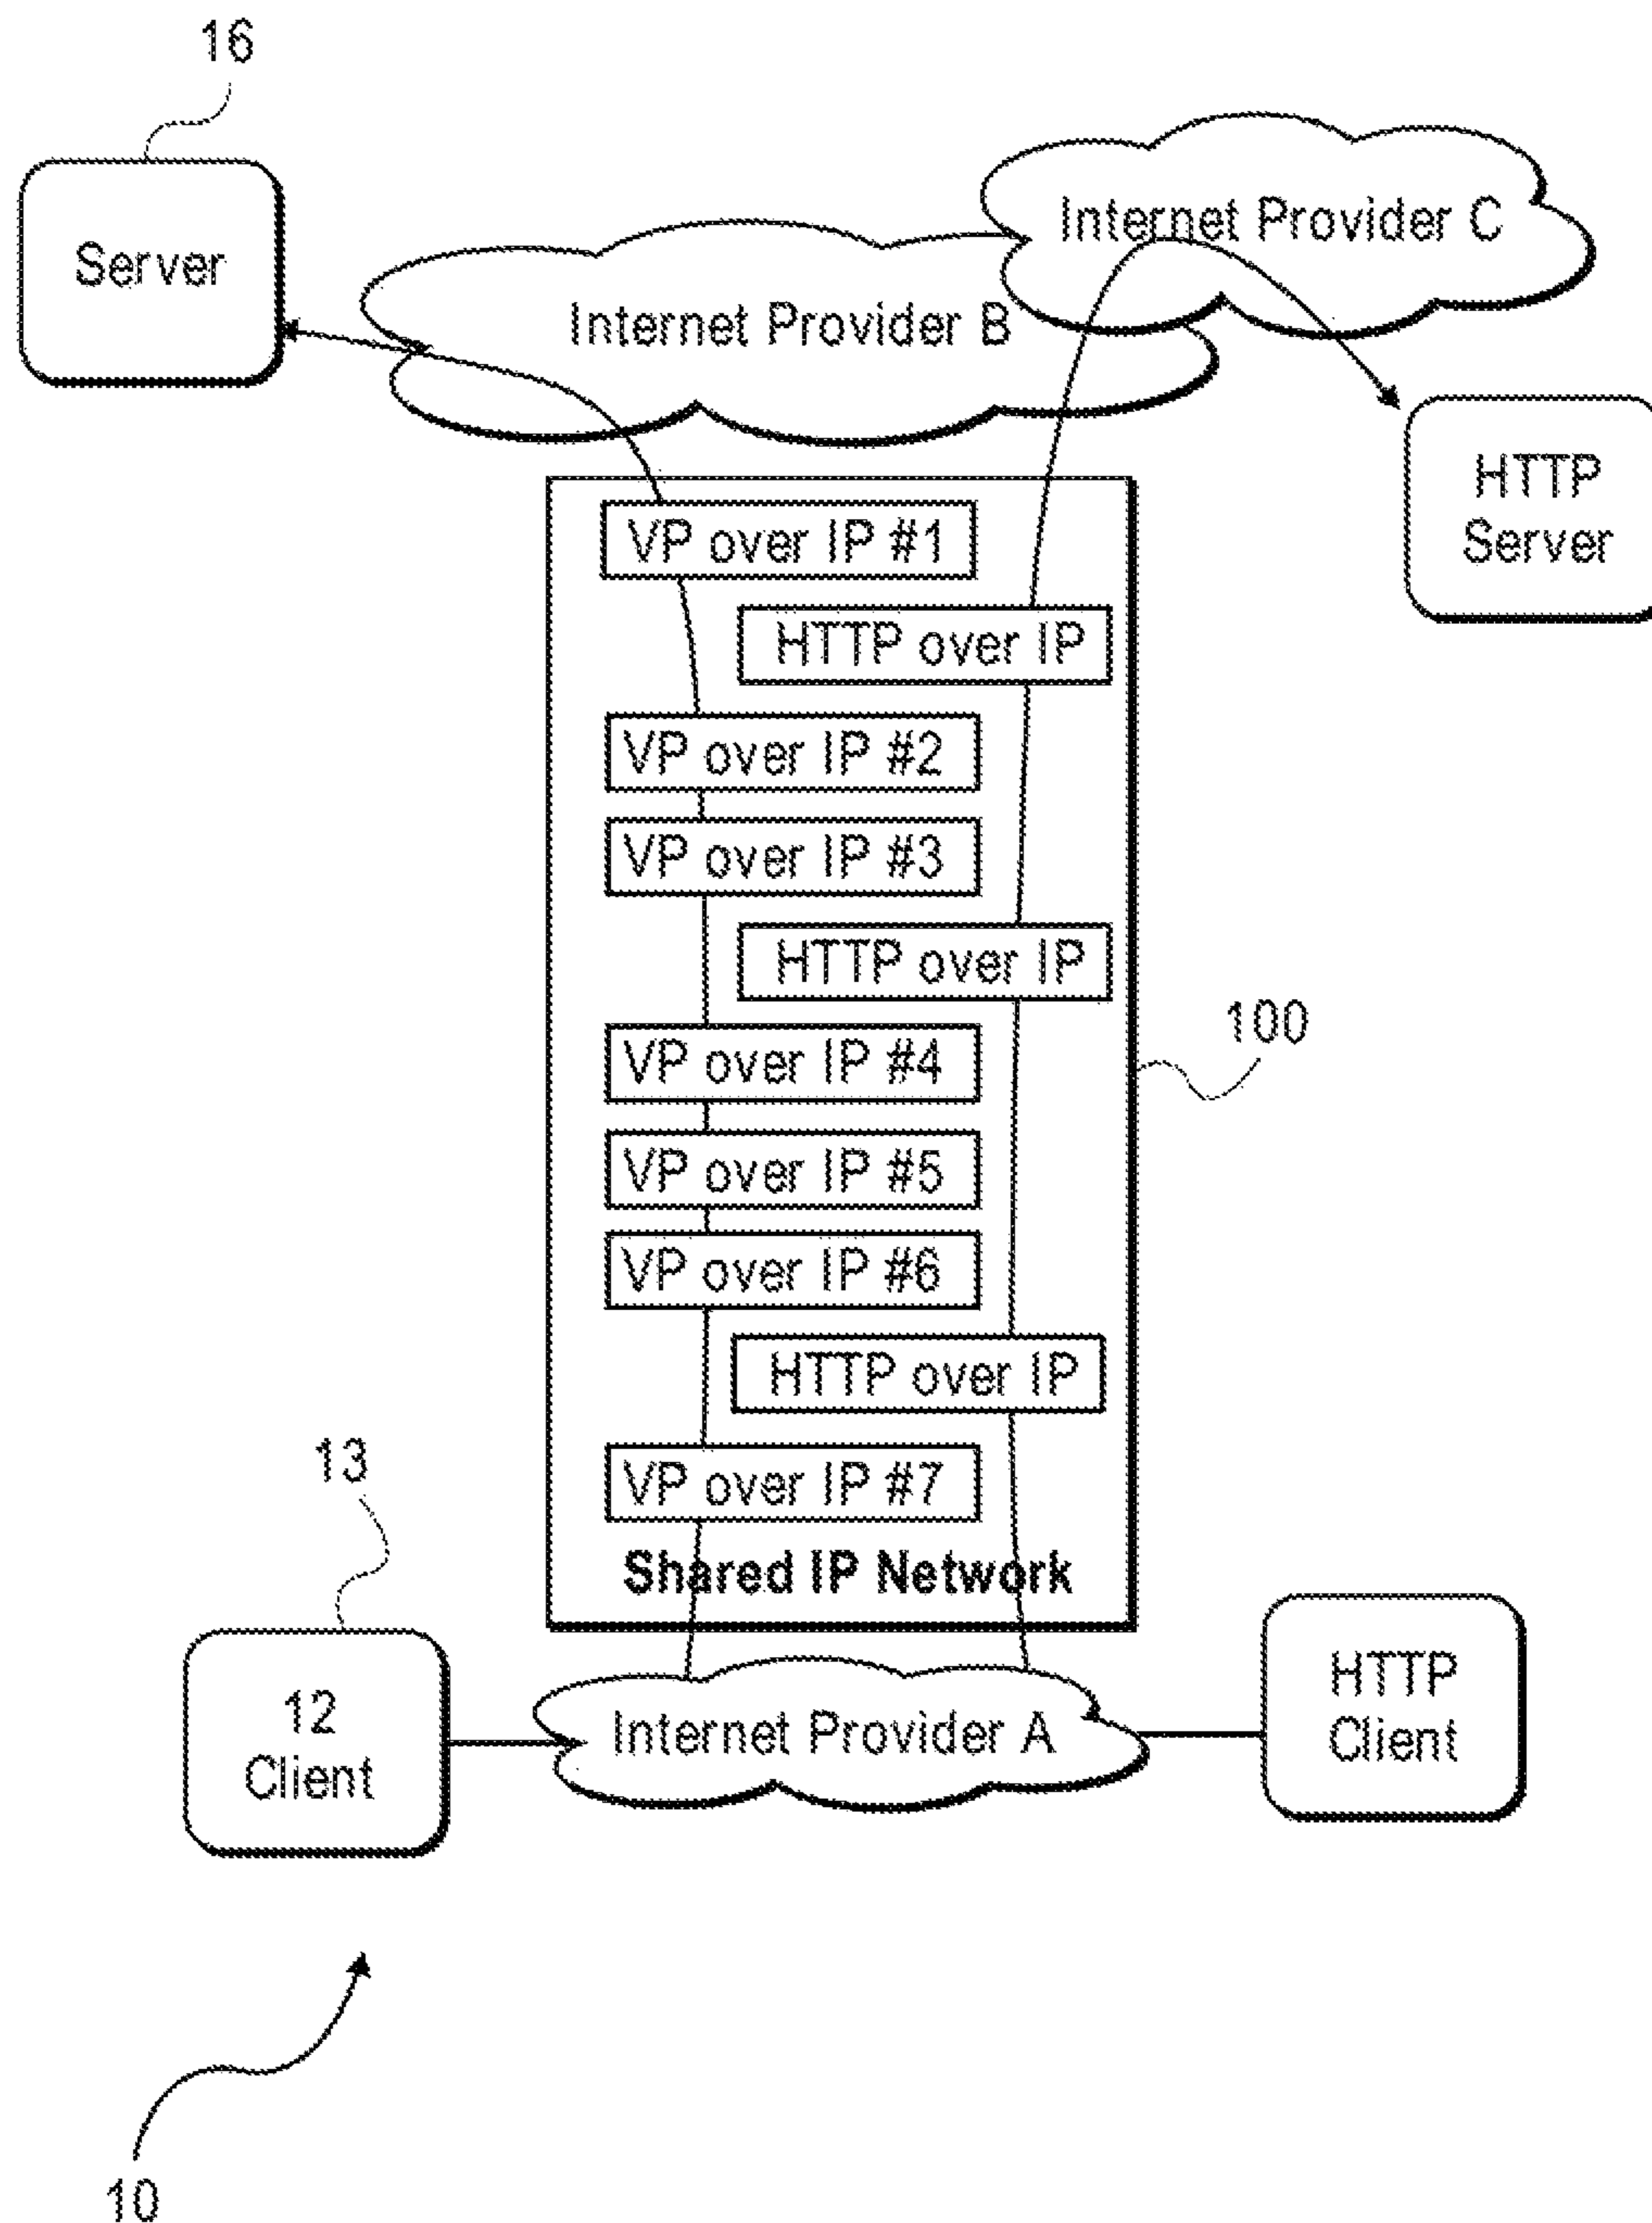 16
Server
Internet Provider C
Internet Provider B
HTTP
Server
VP over IP #1
HTTP over IP
VP over IP #2
VP over IP #3
HTTP over IP
100
VP over IP #4
VP over IP #5
VP over IP #6
HTTP over IP
13
VP over IP #7
Shared IP Network
12
Client
Internet Provider A
HTTP
Client
10